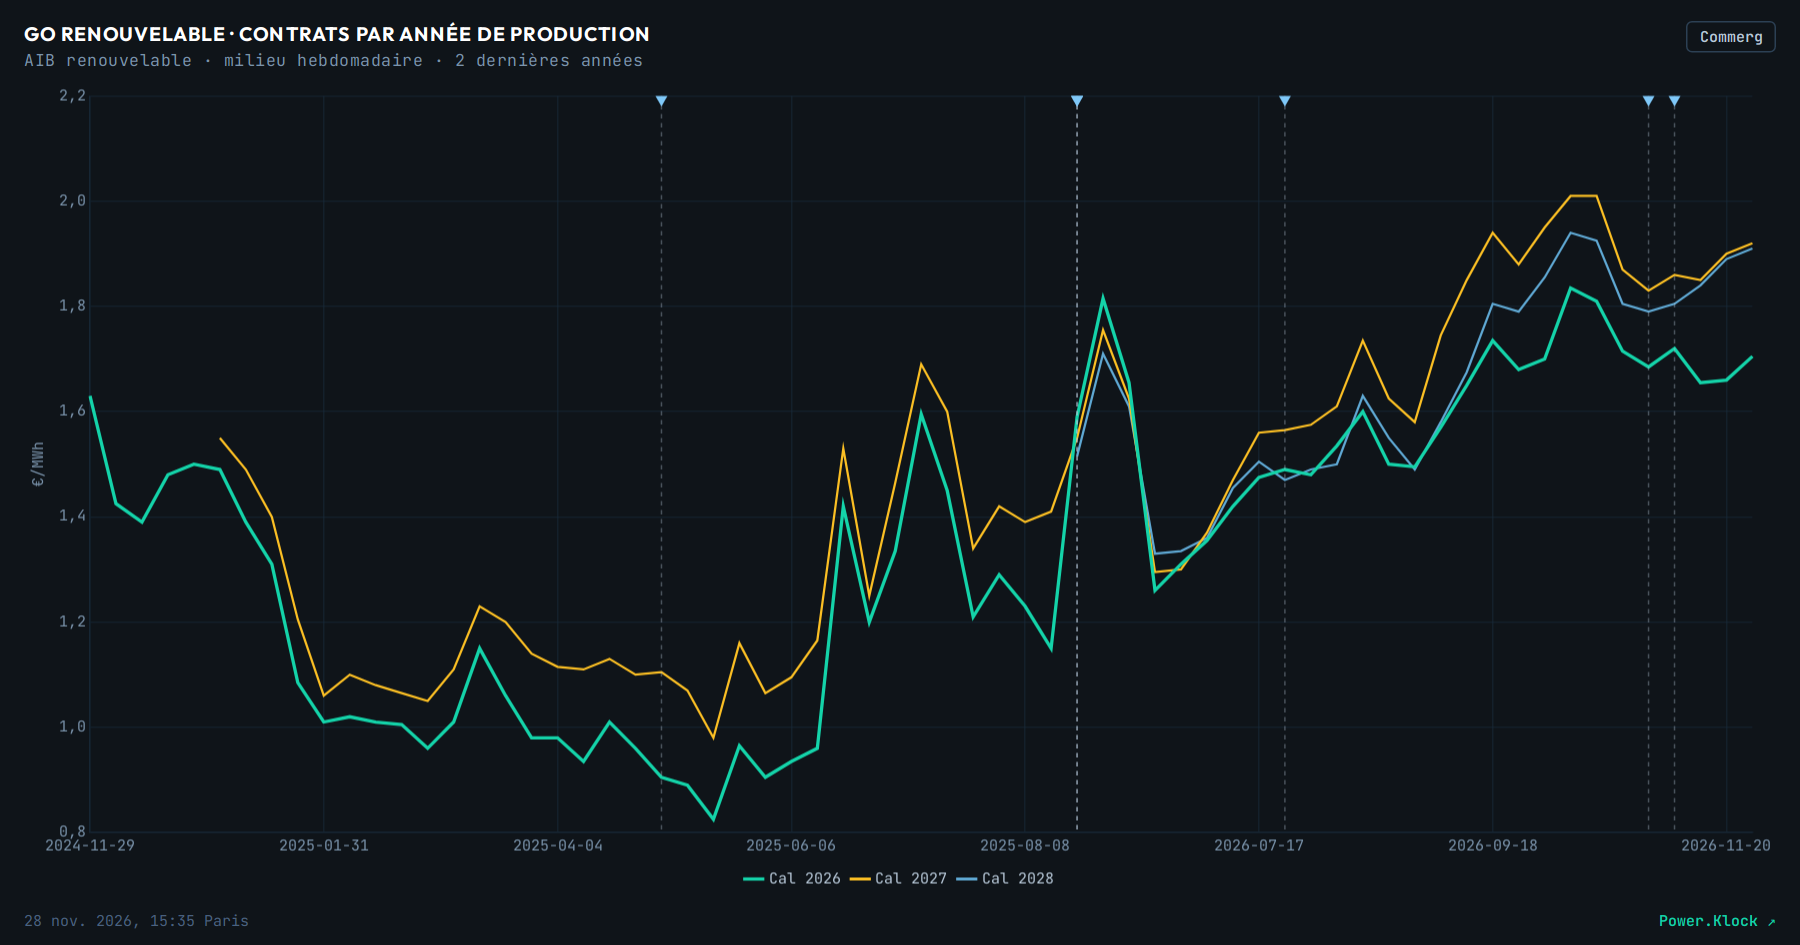 GO RENOUVELABLE · CONTRATS PAR ANNÉE DE PRODUCTION
AIB renouvelable · milieu hebdomadaire · 2 dernières années
Commerg
2,2
2,0
1,8
1,6
1,4
1,2
1,0
0,8
€/MWh
2024-11-29
2025-01-31
2025-04-04
2025-06-06
2025-08-08
2026-07-17
2026-09-18
2026-11-20
Cal 2026
Cal 2027
Cal 2028
28 nov. 2026, 15:35 Paris
Power.Klock ↗